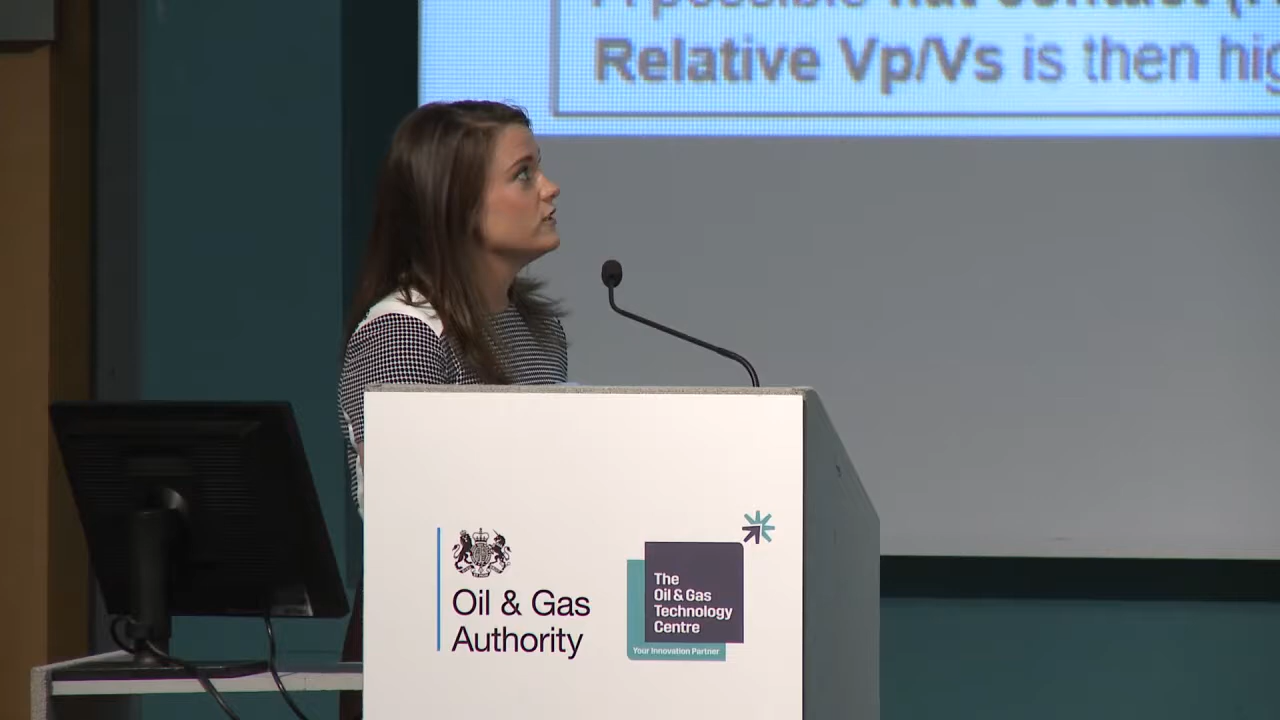 Relative Vp/Vs is then hig
Oil & Gas
Authority
The
Oil & Gas
Technology
Centre
Your Innovation Partner